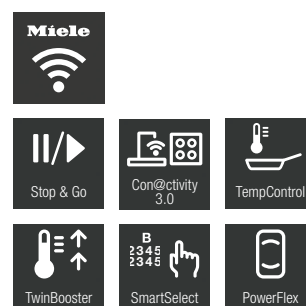 Miele
Stop & Go
Con@ctivity
3.0
TempControl
TwinBooster
B
2345
2345
SmartSelect
PowerFlex